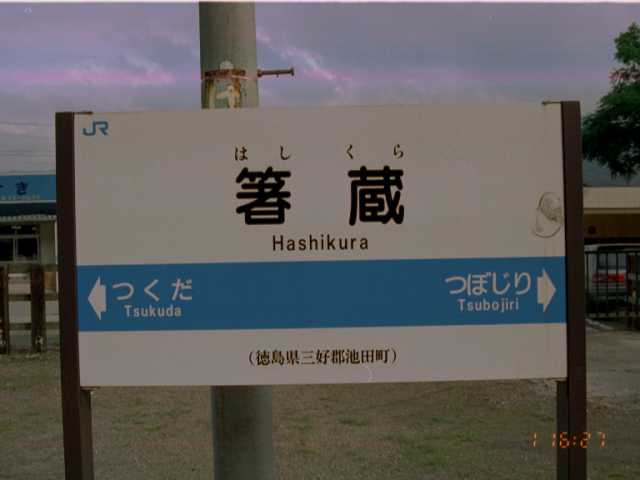 JR
はし くら
箸 蔵
Hashikura
つくだ
Tsukuda
つぼじり
Tsubojiri
(徳島県三好郡池田町)
き
1 16:27